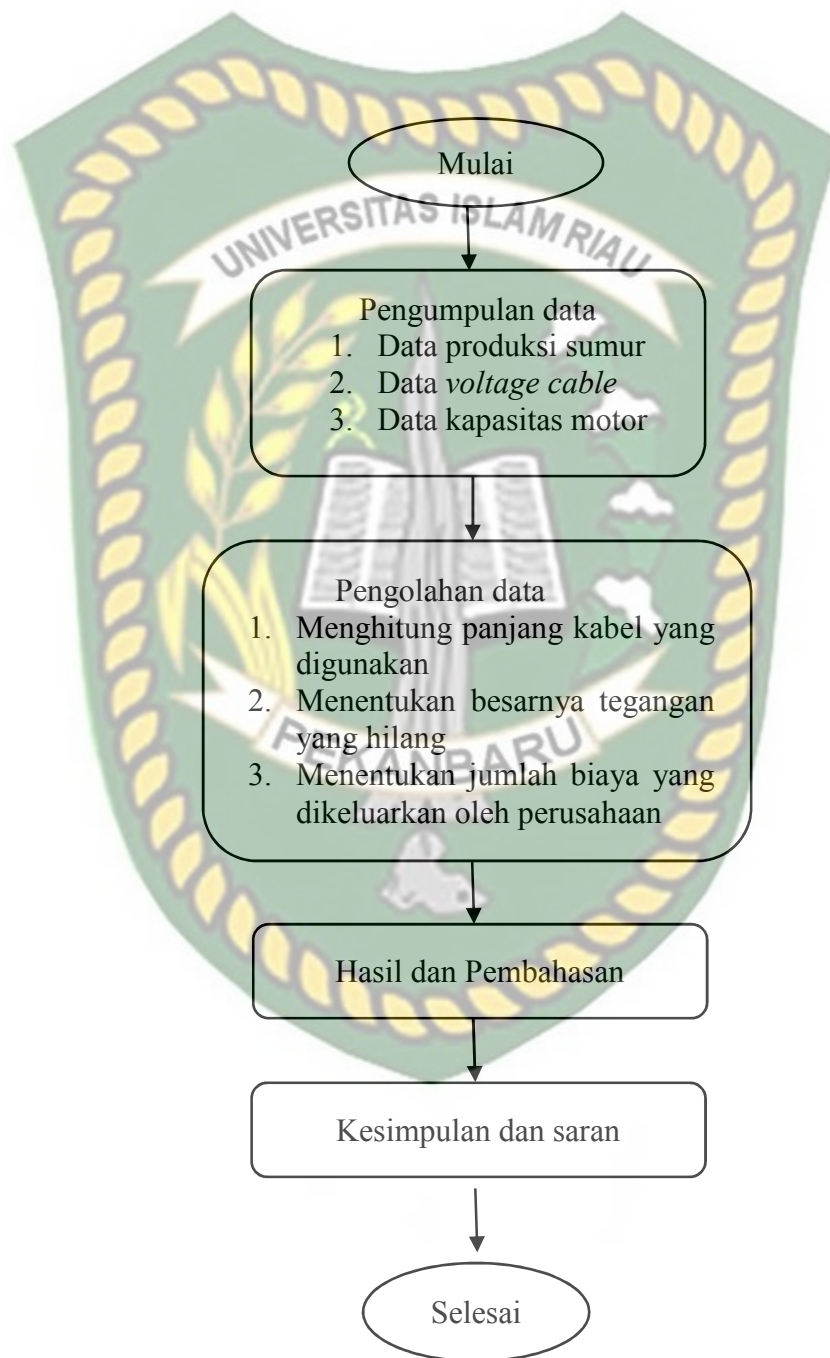 Mulai
UNIVERSITAS ISLAM RIAU
Pengumpulan data
1. Data produksi sumur
2. Data voltage cable
3. Data kapasitas motor
Pengolahan data
1. Menghitung panjang kabel yang
digunakan
2. Menentukan besarnya tegangan
yang hilang
PEKANBARU
3. Menentukan jumlah biaya yang
dikeluarkan oleh perusahaan
Hasil dan Pembahasan
Kesimpulan dan saran
Selesai